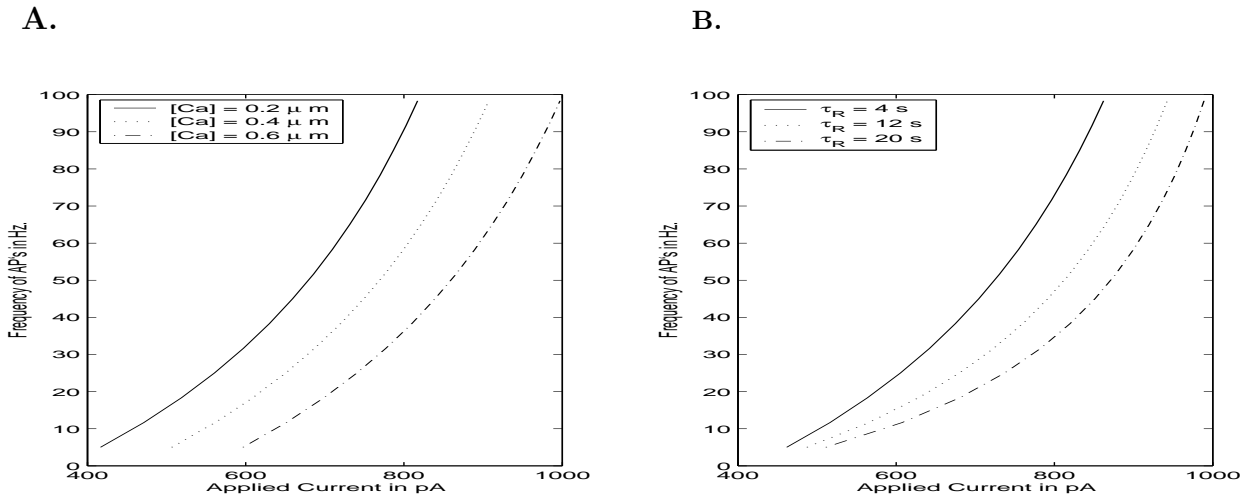 A.
B.
[Ca] = 0.2 μ m
[Ca] = 0.4 μ m
[Ca] = 0.6 μ m
100
90
80
70
60
50
40
30
20
10
0
Frequency of AP's in Hz.
400
600
800
1000
Applied Current in pA
τ_R = 4 s
τ_R = 12 s
τ_R = 20 s
100
90
80
70
60
50
40
30
20
10
0
Frequency of AP's in Hz.
400
600
800
1000
Applied Current in pA